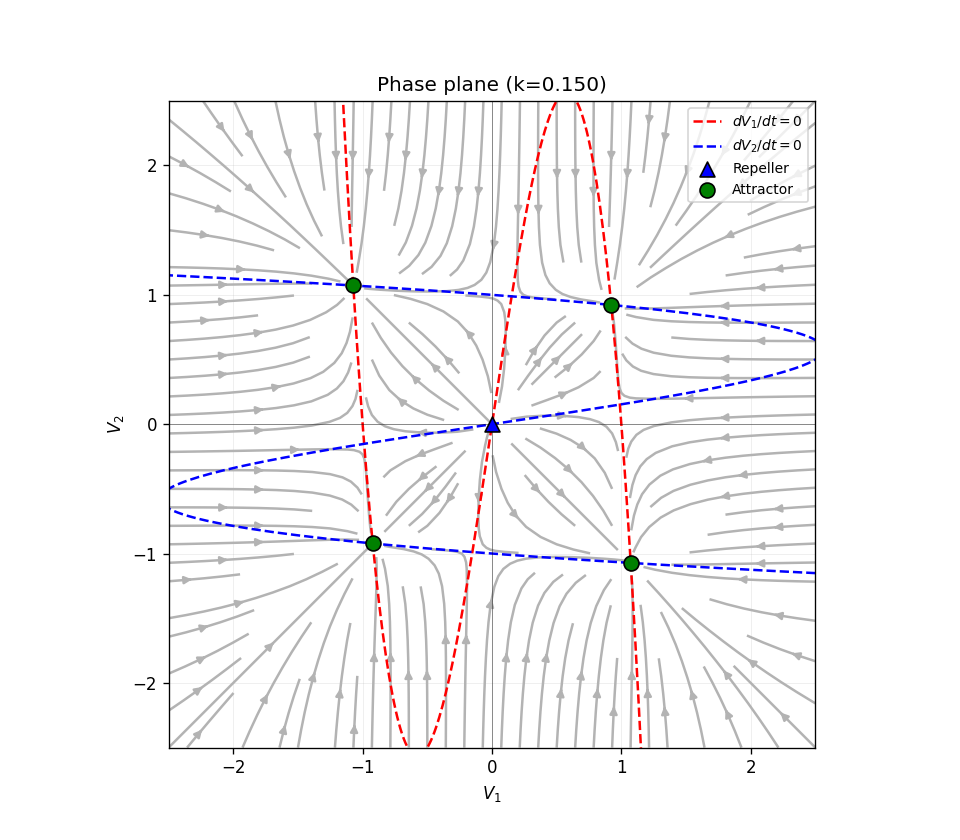 Phase plane (k=0.150)
dV₁/dt = 0
dV₂/dt = 0
Repeller
Attractor
2
1
0
−1
−2
V₂
−2
−1
0
1
2
V₁